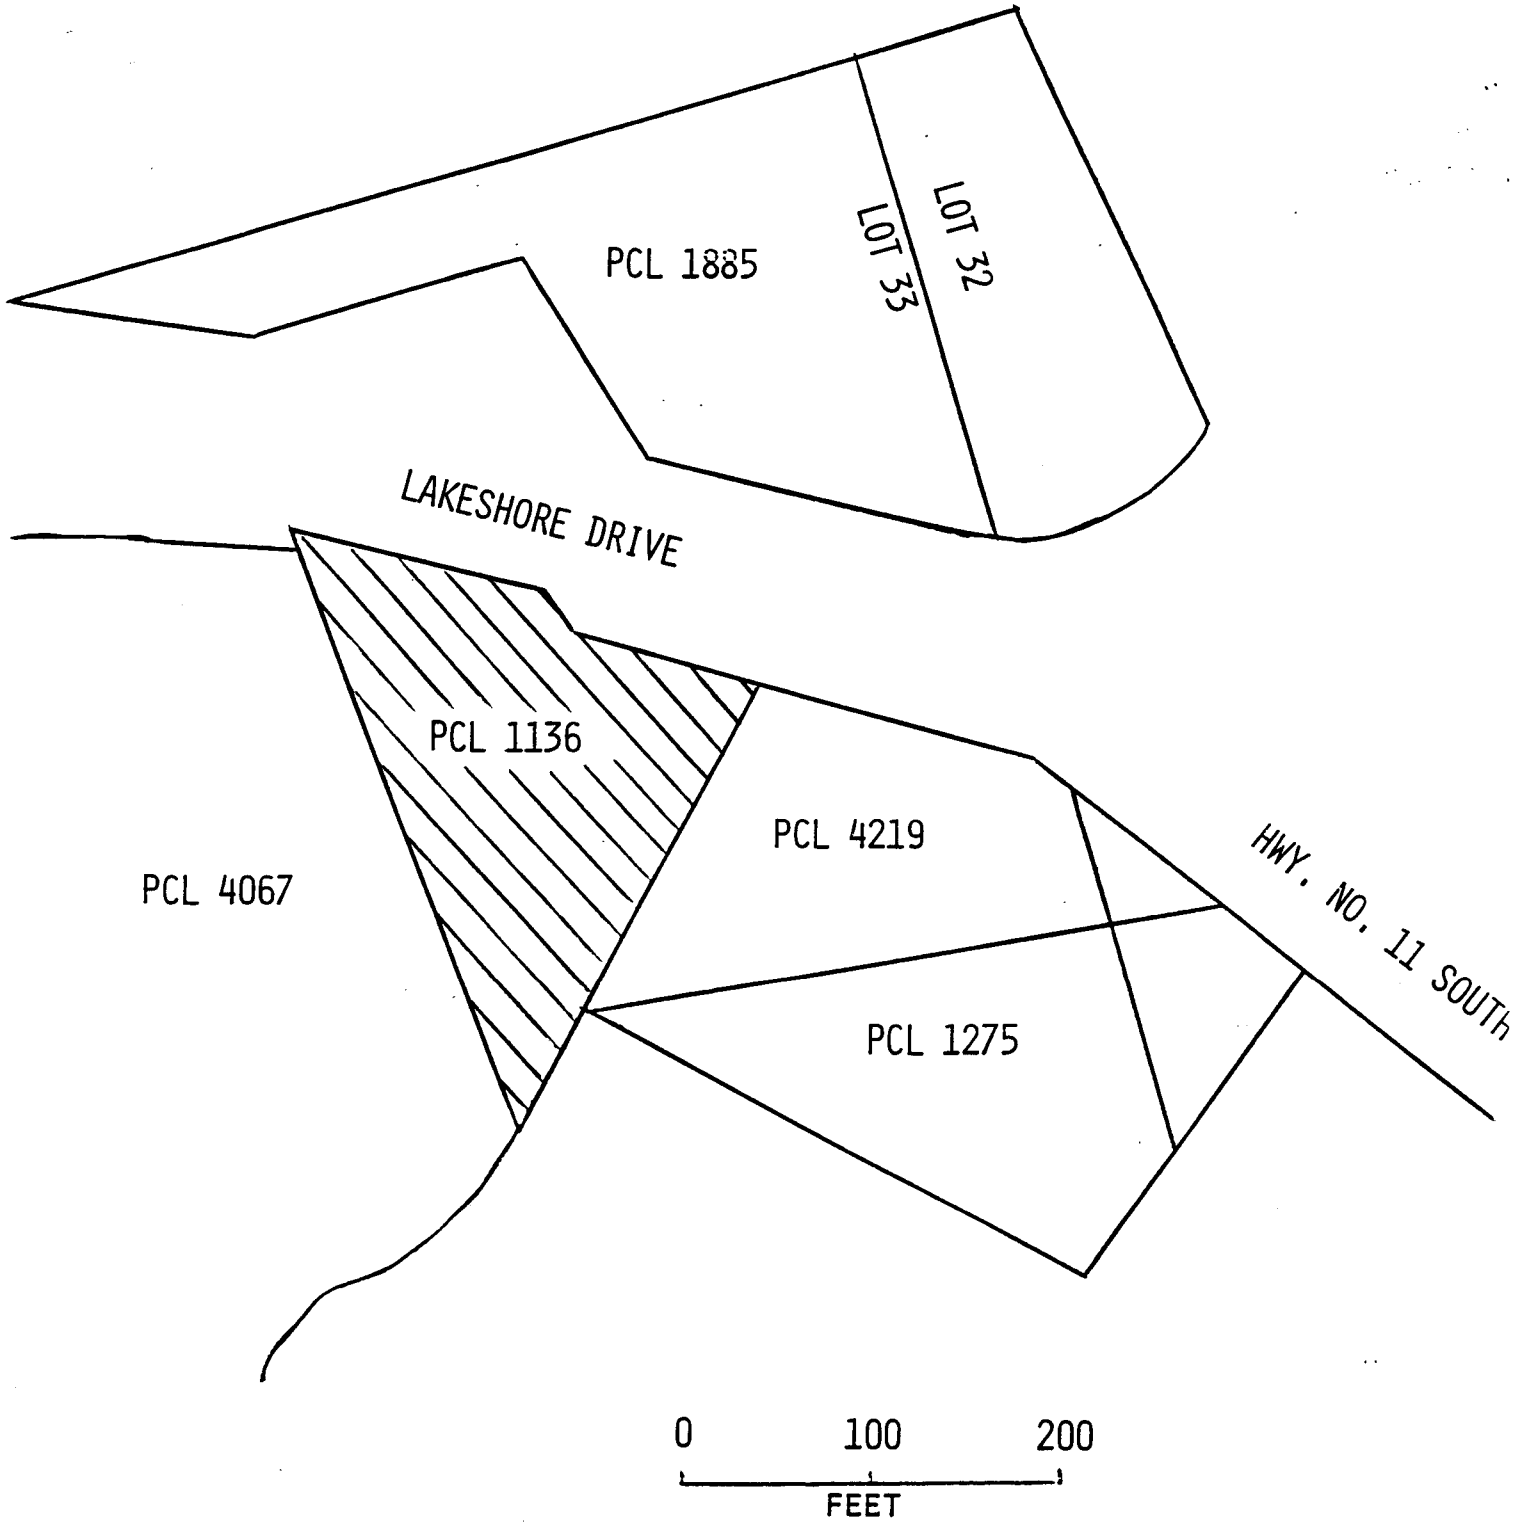 PCL 1885
LOT 32
LOT 33
LAKESHORE DRIVE
PCL 1136
PCL 4219
PCL 4067
HWY. NO. 11 SOUTh
PCL 1275
0 100 200
FEET